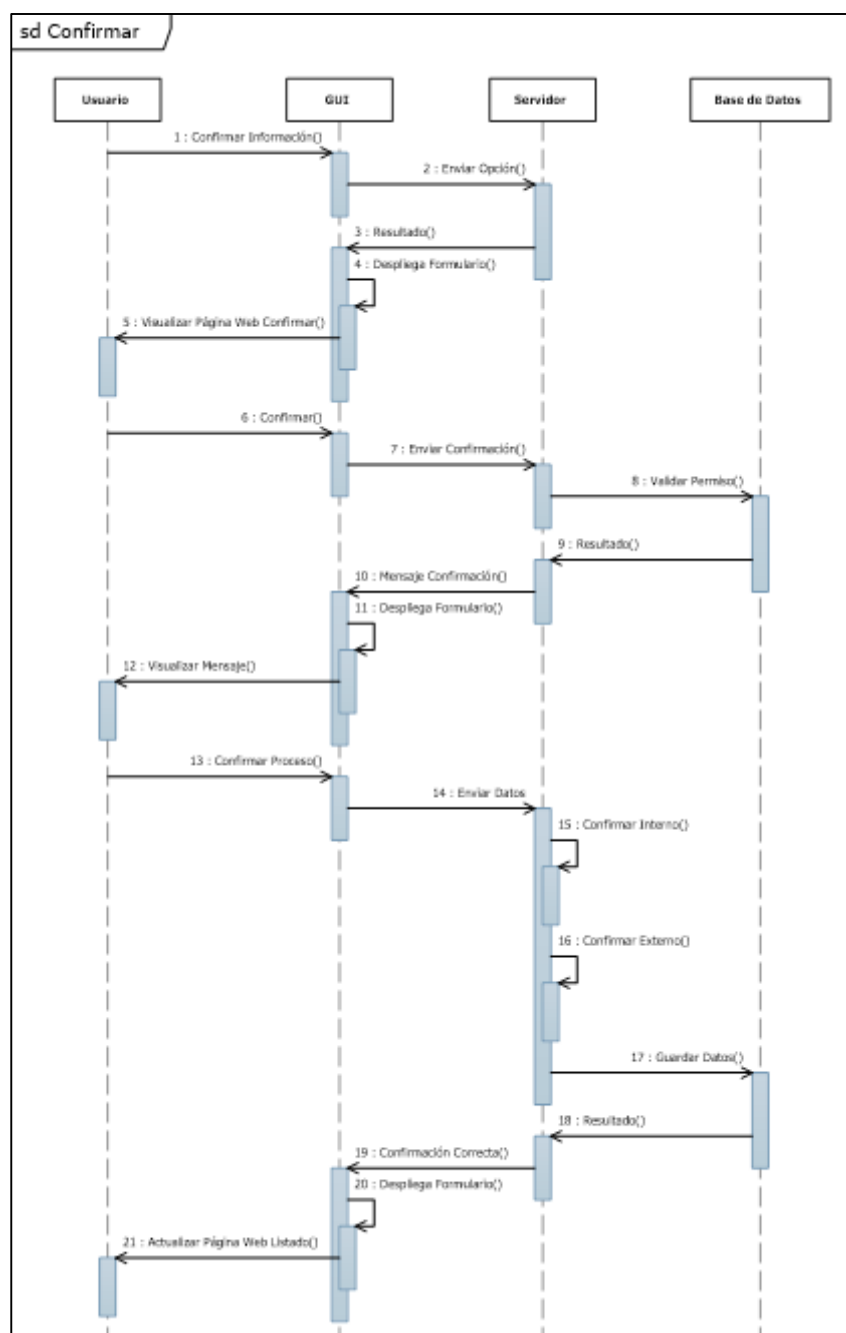 sd Confirmar
Usuario
GUI
Servidor
Base de Datos
1 : Confirmar Información()
2 : Enviar Opción()
3 : Resultado()
4 : Despliega Formulario()
5 : Visualizar Página Web Confirmar()
6 : Confirmar()
7 : Enviar Confirmación()
8 : Validar Permiso()
9 : Resultado()
10 : Mensaje Confirmación()
11 : Despliega Formulario()
12 : Visualizar Mensaje()
13 : Confirmar Proceso()
14 : Enviar Datos
15 : Confirmar Interno()
16 : Confirmar Externo()
17 : Guardar Datos()
18 : Resultado()
19 : Confirmación Correcta()
20 : Despliega Formulario()
21 : Actualizar Página Web Listado()